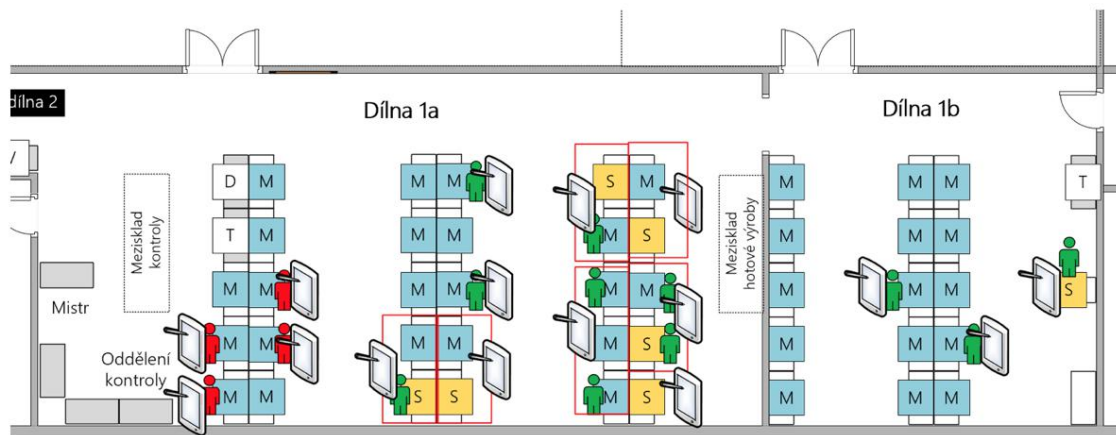 dílna 2
Dílna 1a
Dílna 1b
D M M M S M M M M T
Mezisklad
kontroly
T M M M M S M M M
Mezisklad
hotové výroby
Mistr
M M M M M M M M M S
Oddělení
kontroly
M M M M M S M M M
M M S S M S M M M